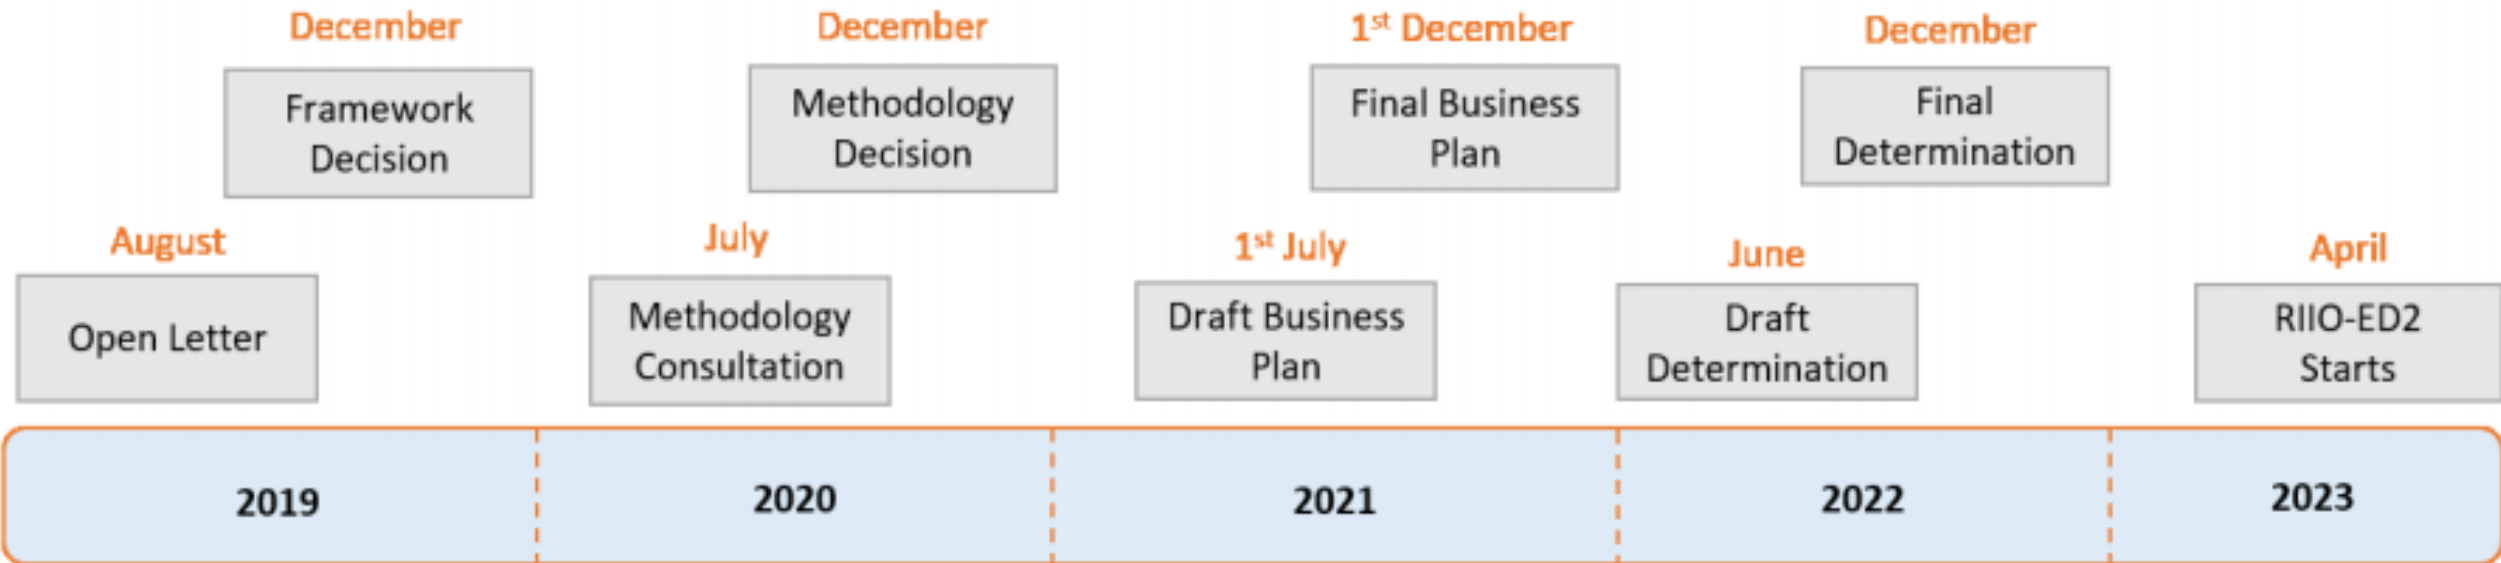 December
December
1st December
December
Framework
Decision
Methodology
Decision
Final Business
Plan
Final
Determination
August
July
1st July
June
April
Open Letter
Methodology
Consultation
Draft Business
Plan
Draft
Determination
RIIO-ED2
Starts
2019
2020
2021
2022
2023